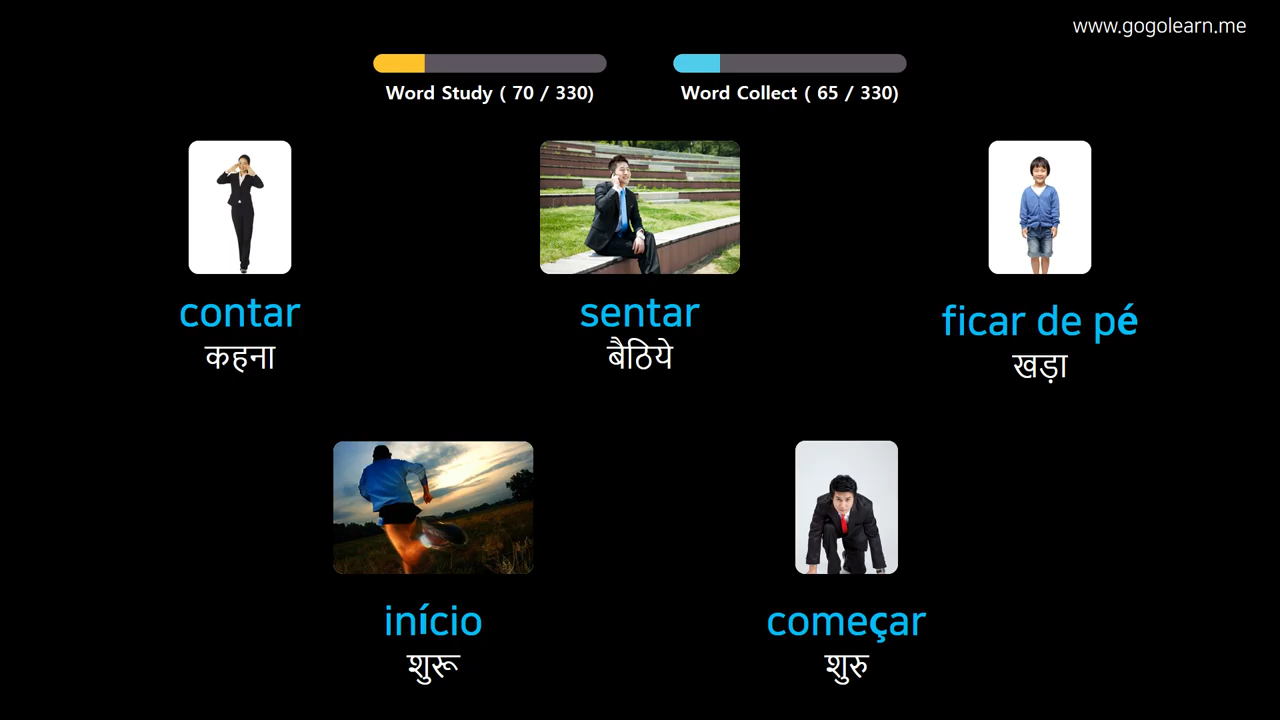 www.gogolearn.me
Word Study ( 70 / 330)
Word Collect ( 65 / 330)
contar
कहना
sentar
बैठिये
ficar de pé
खड़ा
início
शुरू
começar
शुरु